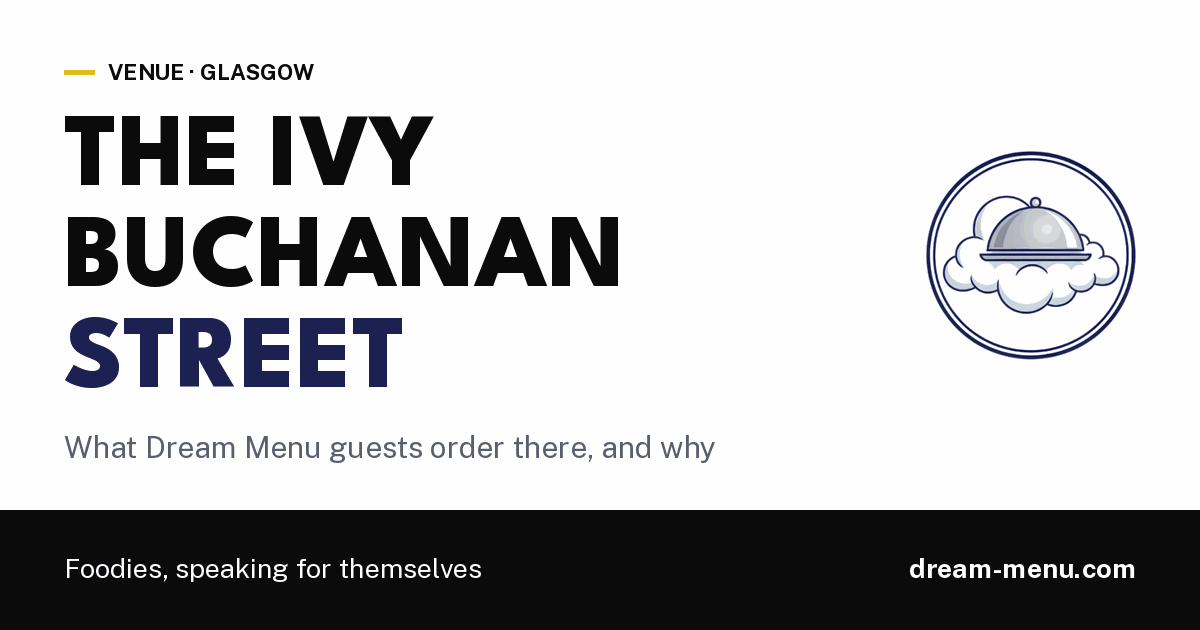 VENUE · GLASGOW
THE IVY
BUCHANAN
STREET
What Dream Menu guests order there, and why
Foodies, speaking for themselves
dream-menu.com